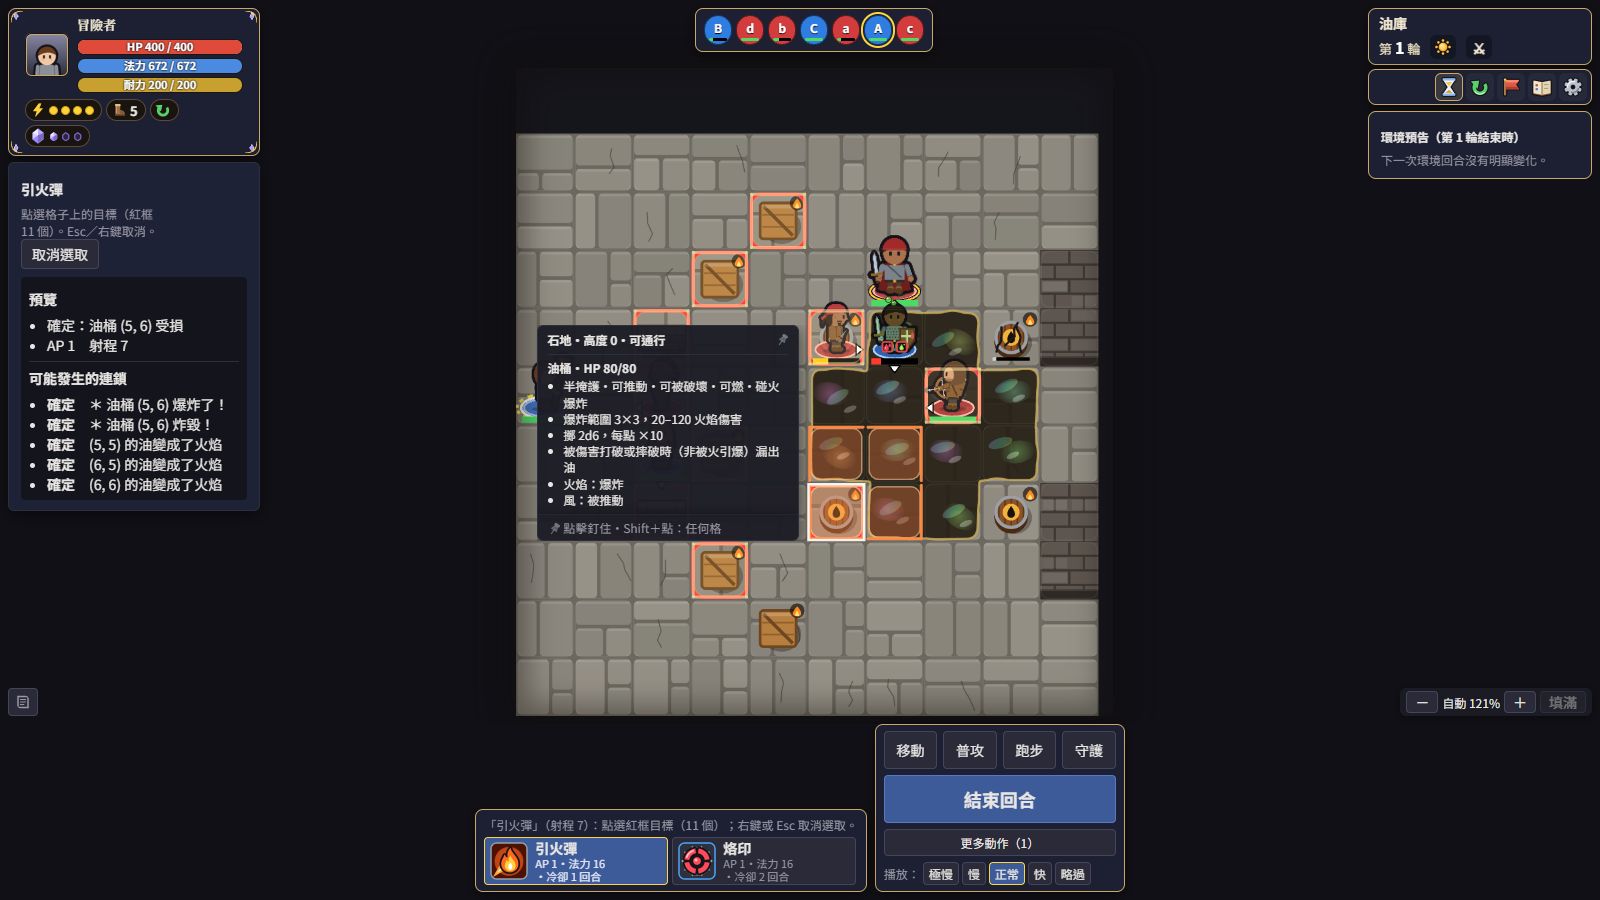 冒險者
HP 400 / 400
法力 672 / 672
耐力 200 / 200
5
B d b C a A c
油庫
第 1 輪
環境預告（第 1 輪結束時）
下一次環境回合沒有明顯變化。
引火彈
點選格子上的目標（紅框
11 個）。Esc／右鍵取消。
取消選取
預覽
確定：油桶 (5, 6) 受損
AP 1 射程 7
可能發生的連鎖
確定 ＊ 油桶 (5, 6) 爆炸了！
確定 ＊ 油桶 (5, 6) 炸毀！
確定 (5, 5) 的油變成了火焰
確定 (6, 5) 的油變成了火焰
確定 (6, 6) 的油變成了火焰
石地・高度 0・可通行
油桶・HP 80/80
半掩護・可推動・可被破壞・可燃・碰火
爆炸
爆炸範圍 3×3，20–120 火焰傷害
擲 2d6，每點 ×10
被傷害打破或摔破時（非被火引爆）漏出
油
火焰：爆炸
風：被推動
點擊釘住・Shift＋點：任何格
自動 121%
填滿
移動 普攻 跑步 守護
結束回合
更多動作（1）
播放： 極慢 慢 正常 快 略過
「引火彈」（射程 7）：點選紅框目標（11 個）；右鍵或 Esc 取消選取。
引火彈
AP 1・法力 16
・冷卻 1 回合
烙印
AP 1・法力 16
・冷卻 2 回合